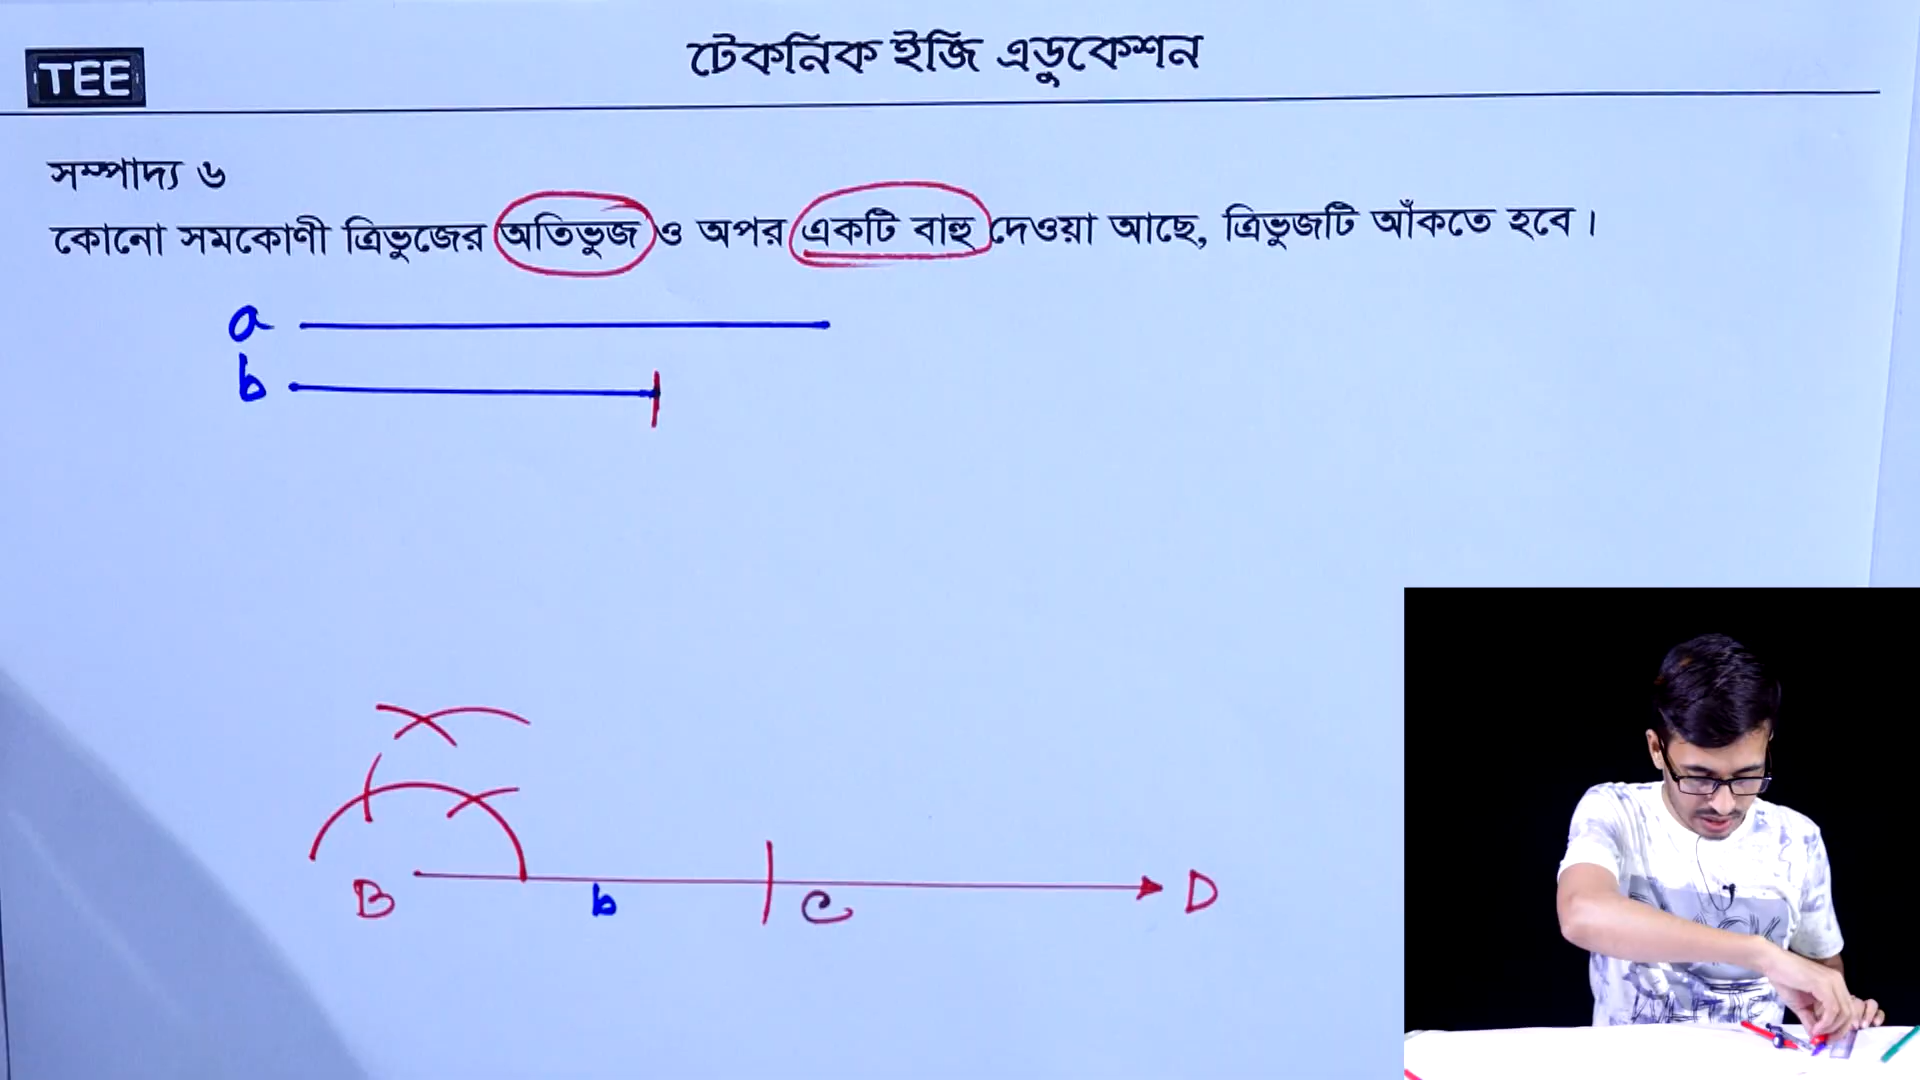 টেকনিক ইজি এডুকেশন
TEE
সম্পাদ্য ৬
কোনো সমকোণী ত্রিভুজের অতিভুজ ও অপর একটি বাহু দেওয়া আছে, ত্রিভুজটি আঁকতে হবে।
a
b
B b C D